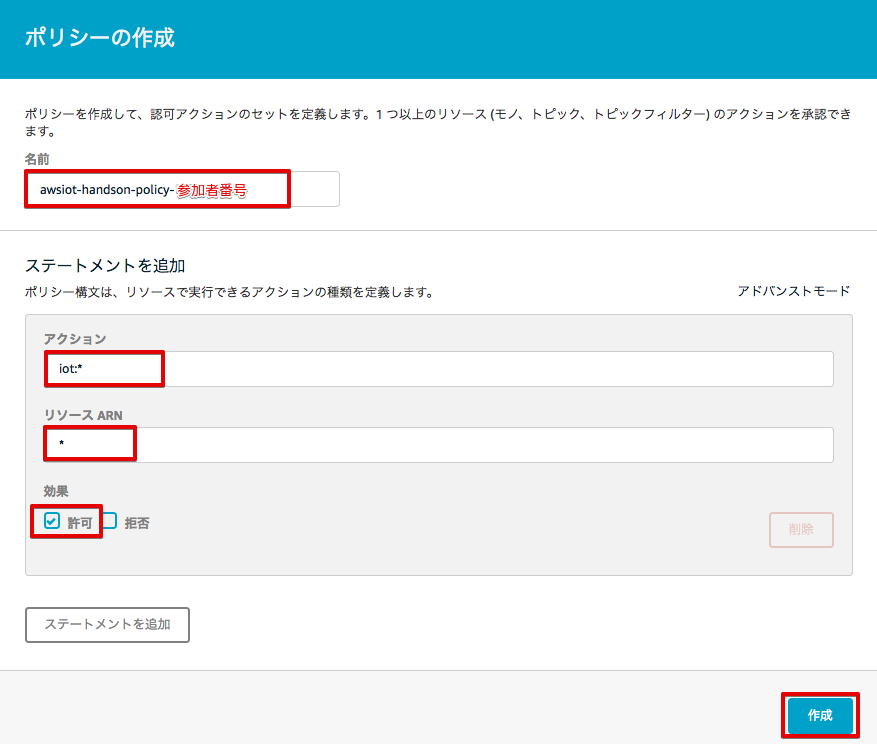 ポリシーの作成
ポリシーを作成して、認可アクションのセットを定義します。1 つ以上のリソース (モノ、トピック、トピックフィルター) のアクションを承認でき
ます。
名前
awsiot-handson-policy-参加者番号
ステートメントを追加
ポリシー構文は、リソースで実行できるアクションの種類を定義します。
アドバンストモード
アクション
iot:*
リソース ARN
*
効果
許可 拒否
削除
ステートメントを追加
作成